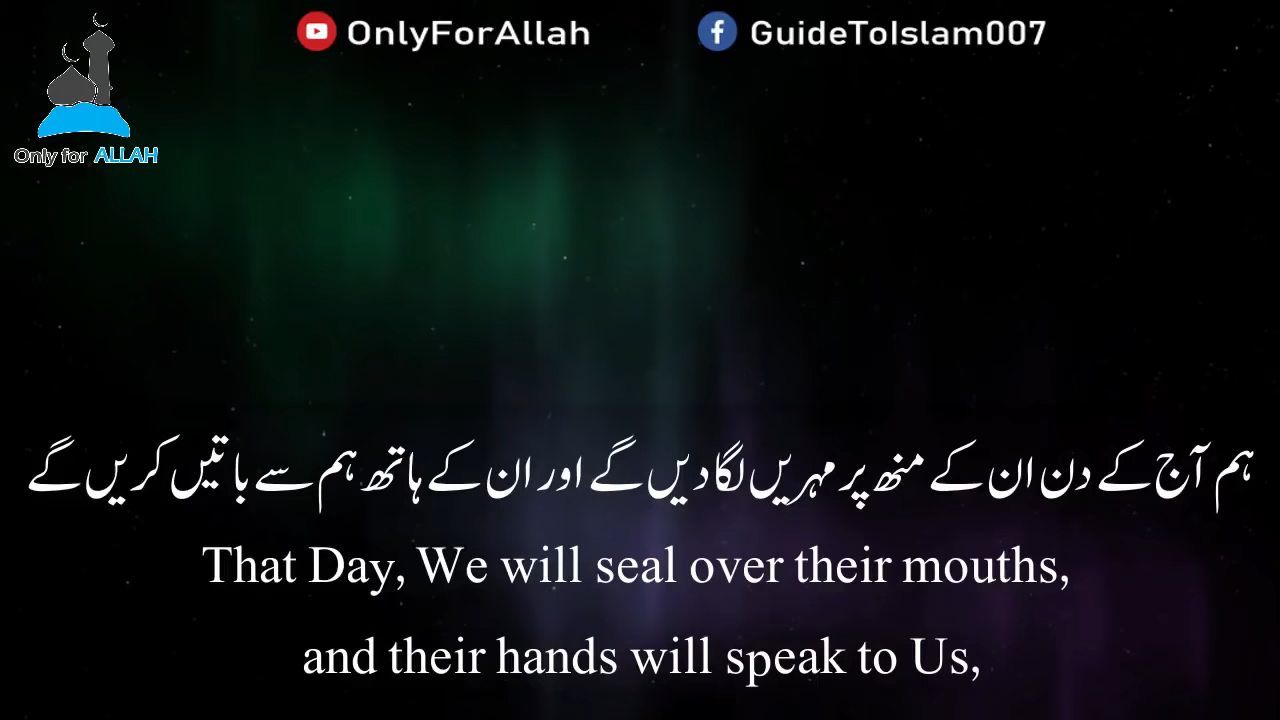 OnlyForAllah
GuideToIslam007
Only for ALLAH
ہم آج کے دن ان کے منھ پر مہریں لگا دیں گے اور ان کے ہاتھ ہم سے باتیں کریں گے
That Day, We will seal over their mouths,
and their hands will speak to Us,